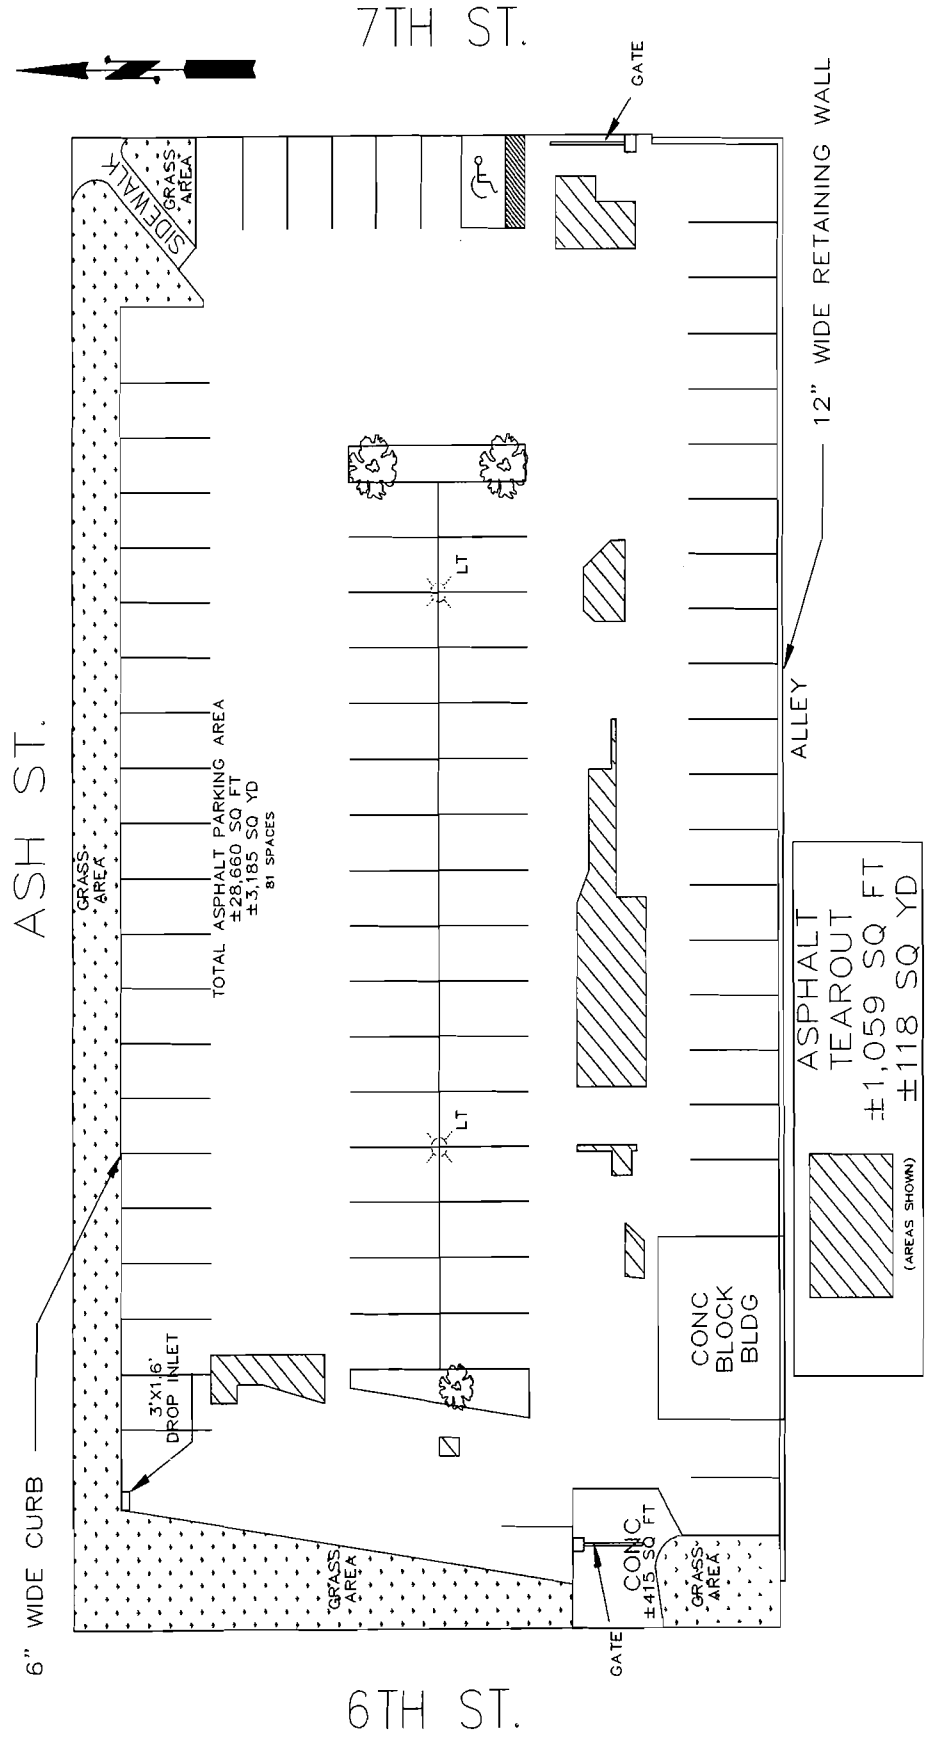 7TH ST.
GATE
12" WIDE RETAINING WALL
SIDEWALK
GRASS
AREA
ASH ST.
GRASS
AREA
TOTAL ASPHALT PARKING AREA
±28,660 SQ FT
±3,185 SQ YD
81 SPACES
LT
LT
ALLEY
ASPHALT
TEAROUT
±1,059 SQ FT
±118 SQ YD
(AREAS SHOWN)
CONC
BLOCK
BLDG
3'X1.6'
DROP INLET
6" WIDE CURB
GRASS
AREA
CONC
±415 SQ FT
GRASS
AREA
GATE
6TH ST.